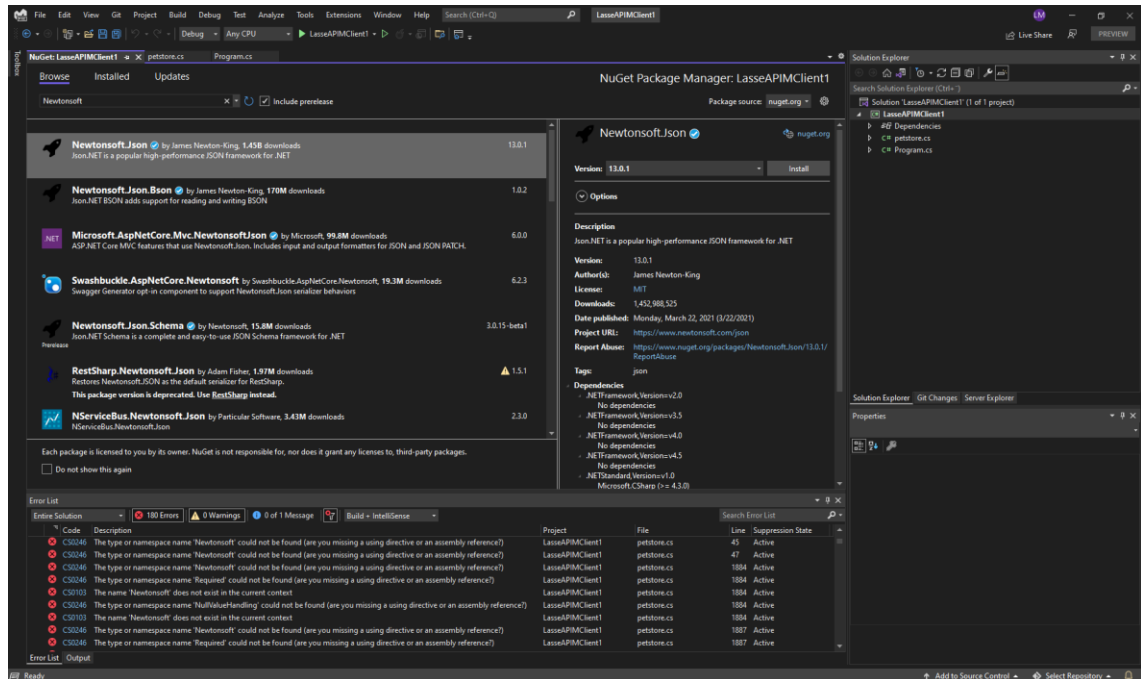 File Edit View Git Project Build Debug Test Analyze Tools Extensions Window Help Search (Ctrl+Q) LasseAPIMClient1 LM
Debug Any CPU LasseAPIMClient1 Live Share PREVIEW
Toolbox
NuGet: LasseAPIMClient1 petstore.cs Program.cs
Browse Installed Updates
NuGet Package Manager: LasseAPIMClient1
Newtonsoft Include prerelease
Package source: nuget.org
Newtonsoft.Json by James Newton-King, 1.45B downloads 13.0.1
Json.NET is a popular high-performance JSON framework for .NET
Newtonsoft.Json.Bson by James Newton-King, 170M downloads 1.0.2
Json.NET BSON adds support for reading and writing BSON
.NET
Microsoft.AspNetCore.Mvc.NewtonsoftJson by Microsoft, 99.8M downloads 6.0.0
ASP.NET Core MVC features that use Newtonsoft.Json. Includes input and output formatters for JSON and JSON PATCH.
Swashbuckle.AspNetCore.Newtonsoft by Swashbuckle.AspNetCore.Newtonsoft, 19.3M downloads 6.2.3
Swagger Generator opt-in component to support Newtonsoft.Json serializer behaviors
Newtonsoft.Json.Schema by Newtonsoft, 15.8M downloads 3.0.15-beta1
Json.NET Schema is a complete and easy-to-use JSON Schema framework for .NET
Prerelease
RestSharp.Newtonsoft.Json by Adam Fisher, 1.97M downloads 1.5.1
Restores Newtonsoft.JSON as the default serializer for RestSharp.
This package version is deprecated. Use RestSharp instead.
NServiceBus.Newtonsoft.Json by Particular Software, 3.43M downloads 2.3.0
NServiceBus.Newtonsoft.Json
Each package is licensed to you by its owner. NuGet is not responsible for, nor does it grant any licenses to, third-party packages.
Do not show this again
Newtonsoft.Json nuget.org
Version: 13.0.1 Install
Options
Description
Json.NET is a popular high-performance JSON framework for .NET
Version: 13.0.1
Author(s): James Newton-King
License: MIT
Downloads: 1,452,988,525
Date published: Monday, March 22, 2021 (3/22/2021)
Project URL: https://www.newtonsoft.com/json
Report Abuse: https://www.nuget.org/packages/Newtonsoft.Json/13.0.1/
ReportAbuse
Tags: json
Dependencies
.NETFramework,Version=v2.0
No dependencies
.NETFramework,Version=v3.5
No dependencies
.NETFramework,Version=v4.0
No dependencies
.NETFramework,Version=v4.5
No dependencies
.NETStandard,Version=v1.0
Microsoft.CSharp (>= 4.3.0)
Solution Explorer
Search Solution Explorer (Ctrl+¨)
Solution 'LasseAPIMClient1' (1 of 1 project)
LasseAPIMClient1
Dependencies
C# petstore.cs
C# Program.cs
Solution Explorer Git Changes Server Explorer
Properties
Error List
Entire Solution 180 Errors 0 Warnings 0 of 1 Message Build + IntelliSense Search Error List
Code Description Project File Line Suppression State
CS0246 The type or namespace name 'Newtonsoft' could not be found (are you missing a using directive or an assembly reference?) LasseAPIMClient1 petstore.cs 45 Active
CS0246 The type or namespace name 'Newtonsoft' could not be found (are you missing a using directive or an assembly reference?) LasseAPIMClient1 petstore.cs 47 Active
CS0246 The type or namespace name 'Newtonsoft' could not be found (are you missing a using directive or an assembly reference?) LasseAPIMClient1 petstore.cs 1884 Active
CS0246 The type or namespace name 'Required' could not be found (are you missing a using directive or an assembly reference?) LasseAPIMClient1 petstore.cs 1884 Active
CS0103 The name 'Newtonsoft' does not exist in the current context LasseAPIMClient1 petstore.cs 1884 Active
CS0246 The type or namespace name 'NullValueHandling' could not be found (are you missing a using directive or an assembly reference?) LasseAPIMClient1 petstore.cs 1884 Active
CS0103 The name 'Newtonsoft' does not exist in the current context LasseAPIMClient1 petstore.cs 1884 Active
CS0246 The type or namespace name 'Newtonsoft' could not be found (are you missing a using directive or an assembly reference?) LasseAPIMClient1 petstore.cs 1887 Active
CS0246 The type or namespace name 'Required' could not be found (are you missing a using directive or an assembly reference?) LasseAPIMClient1 petstore.cs 1887 Active
Error List Output
Ready Add to Source Control Select Repository